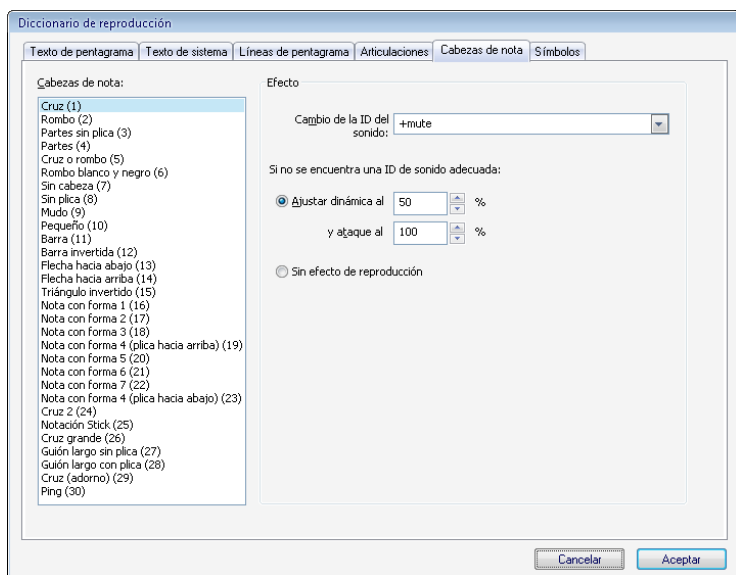 Diccionario de reproducción
Texto de pentagrama Texto de sistema Líneas de pentagrama Articulaciones Cabezas de nota Símbolos
Cabezas de nota:
Cruz (1)
Rombo (2)
Partes sin plica (3)
Partes (4)
Cruz o rombo (5)
Rombo blanco y negro (6)
Sin cabeza (7)
Sin plica (8)
Mudo (9)
Pequeño (10)
Barra (11)
Barra invertida (12)
Flecha hacia abajo (13)
Flecha hacia arriba (14)
Triángulo invertido (15)
Nota con forma 1 (16)
Nota con forma 2 (17)
Nota con forma 3 (18)
Nota con forma 4 (plica hacia arriba) (19)
Nota con forma 5 (20)
Nota con forma 6 (21)
Nota con forma 7 (22)
Nota con forma 4 (plica hacia abajo) (23)
Cruz 2 (24)
Notación Stick (25)
Cruz grande (26)
Guión largo sin plica (27)
Guión largo con plica (28)
Cruz (adorno) (29)
Ping (30)
Efecto
Cambio de la ID del
sonido: +mute
Si no se encuentra una ID de sonido adecuada:
Ajustar dinámica al 50 %
y ataque al 100 %
Sin efecto de reproducción
Cancelar Aceptar